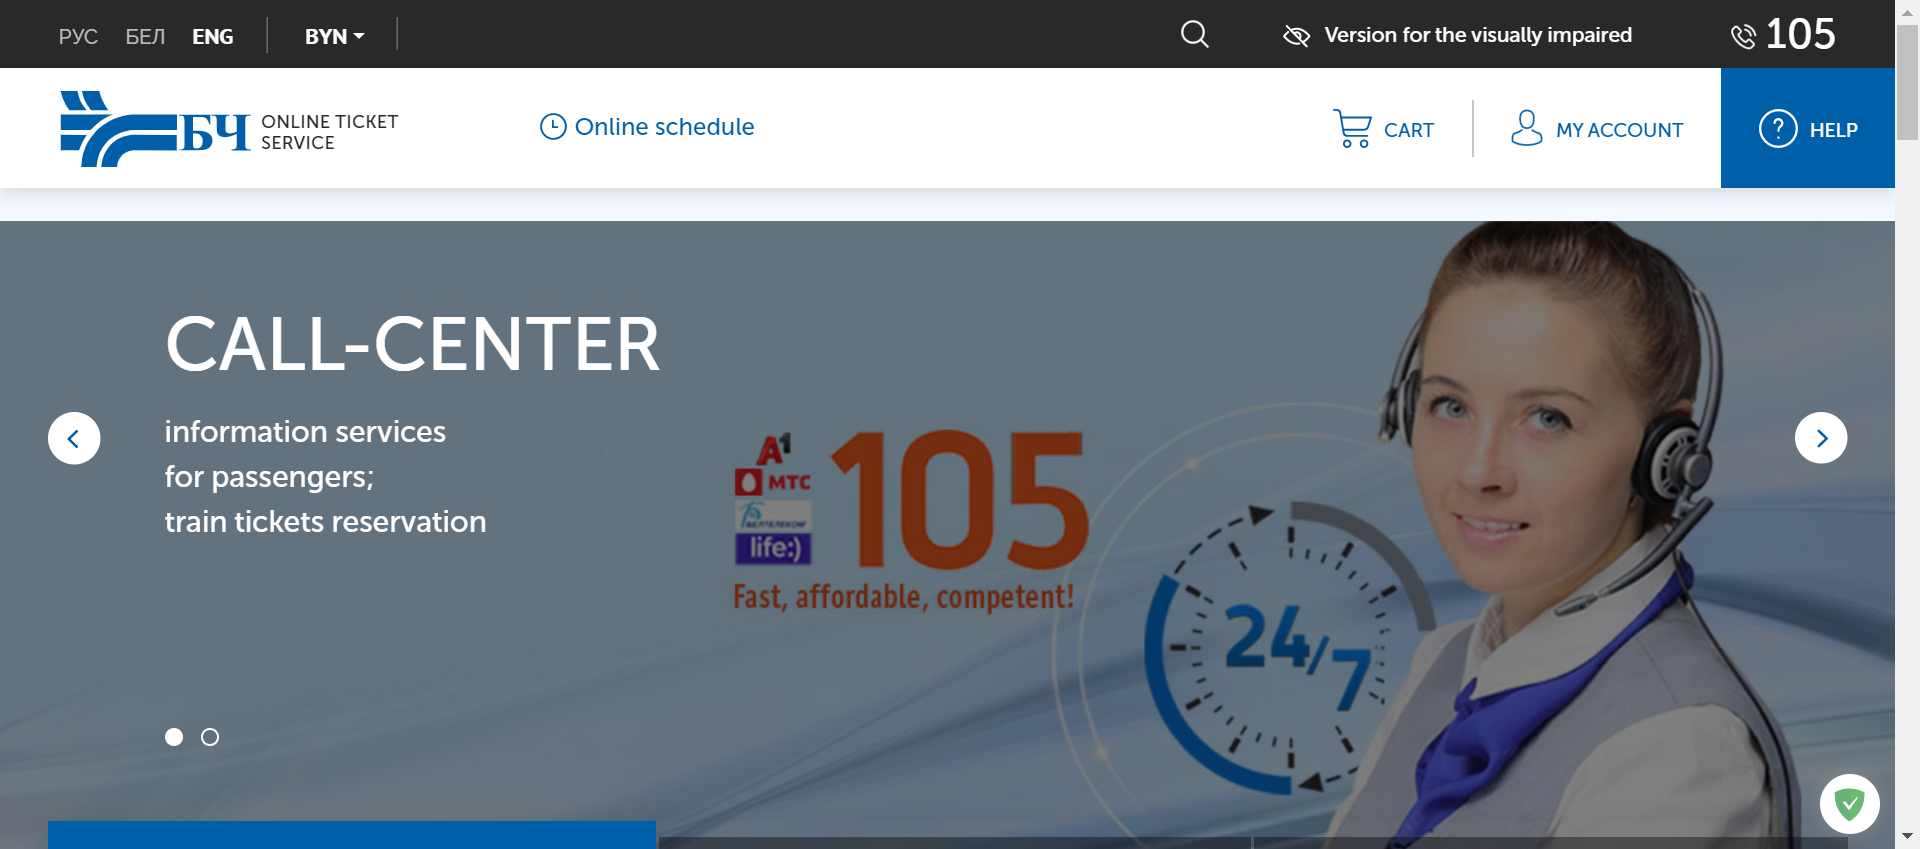 РУС БЕЛ ENG BYN
Version for the visually impaired
105
БЧ
ONLINE TICKET
SERVICE
Online schedule
CART
MY ACCOUNT
HELP
CALL-CENTER
information services
for passengers;
train tickets reservation
A1
МТС
БЕЛТЕЛЕКОМ
life:)
105
Fast, affordable, competent!
24/7